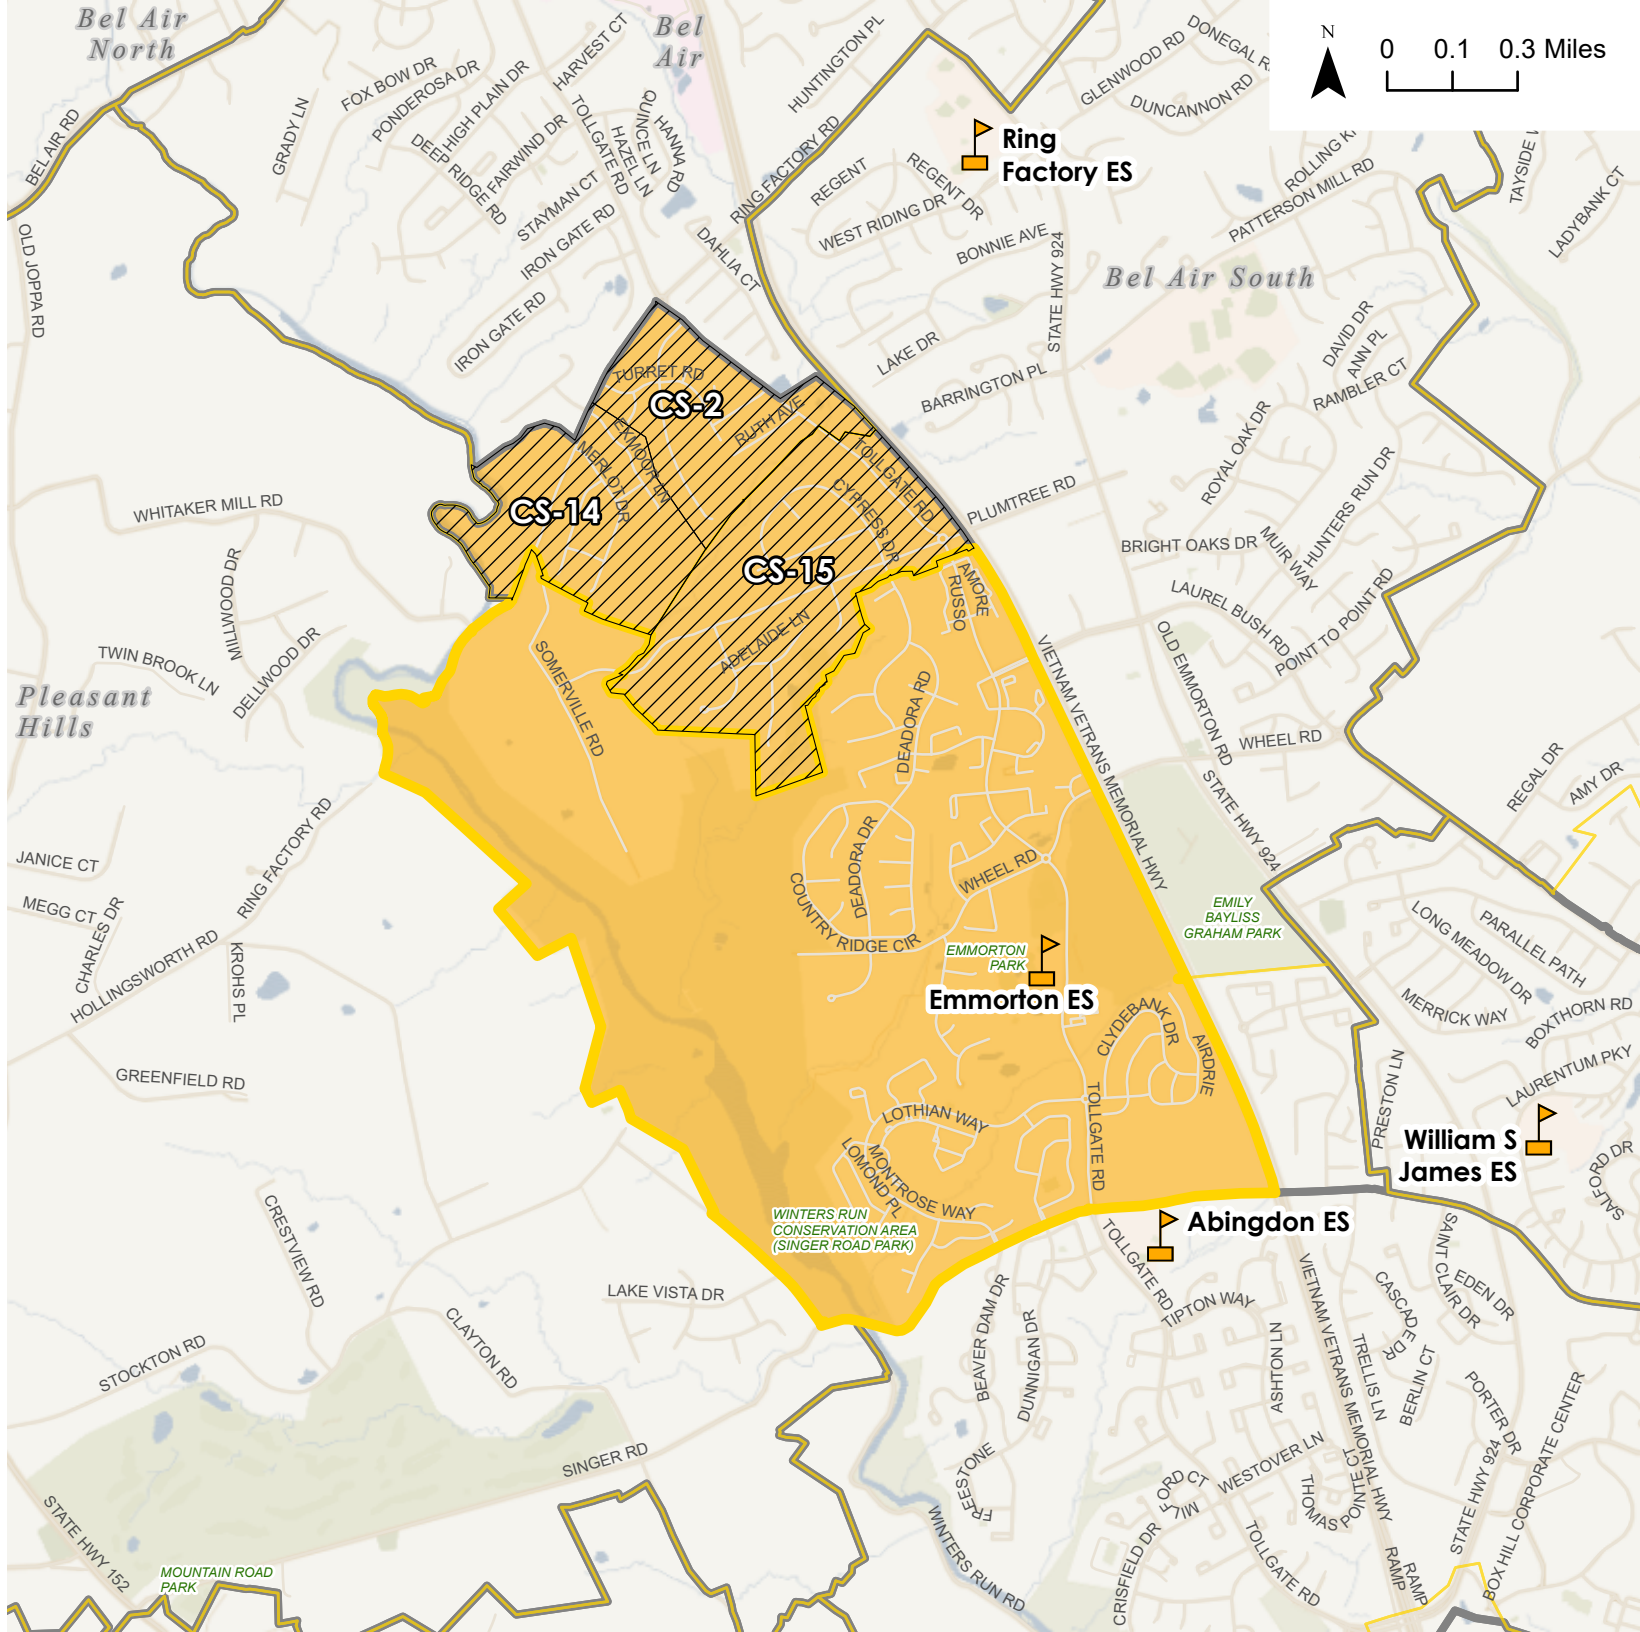 Bel Air
North
Bel
Air
N
0 0.1 0.3 Miles
HUNTINGTON PL
DONEGAL R
GLENWOOD RD
DUNCANNON RD
HARVEST CT
FOX BOW DR
PONDEROSA DR
HIGH PLAIN DR
GRADY LN
DEEP RIDGE RD
FAIRWIND DR
TOLLGATE RD
HAZEL LN
QUINCE LN
HANNA RD
BEL AIR RD
STAYMAN CT
IRON GATE RD
IRON GATE RD
RING FACTORY RD
DAHLIA CT
REGENT
REGENT DR
WEST RIDING DR
BONNIE AVE
Ring
Factory ES
STATE HWY 924
ROLLING K
PATTERSON MILL RD
TAYSIDE W
LADYBANK CT
OLD JOPPA RD
Bel Air South
LAKE DR
BARRINGTON PL
DAVID DR
ANN PL
RAMBLER CT
TURRET RD
CS-2
RUTH AVE
EXMOOR LN
MERLOT DR
CS-14
TOLLGATE RD
CYPRESS DR
CS-15
ADELAIDE LN
PLUMTREE RD
ROYAL OAK DR
HUNTERS RUN DR
BRIGHT OAKS DR
MUIR WAY
LAUREL BUSH RD
POINT TO POINT RD
WHITAKER MILL RD
MILLWOOD DR
TWIN BROOK LN
DELLWOOD DR
Pleasant
Hills
AMORE
RUSSO
SOMERVILLE RD
DEADORA RD
VIETNAM VETRANS MEMORIAL HWY
OLD EMMORTON RD
WHEEL RD
STATE HWY 924
REGAL DR
AMY DR
JANICE CT
MEGG CT
CHARLES DR
RING FACTORY RD
HOLLINGSWORTH RD
KROHS PL
DEADORA DR
COUNTRY RIDGE CIR
WHEEL RD
EMILY
BAYLISS
GRAHAM PARK
EMMORTON
PARK
Emmorton ES
LONG MEADOW DR
PARALLEL PATH
MERRICK WAY
BOXTHORN RD
LAURENTUM PKY
CLYDEBANK DR
AIRDRIE
GREENFIELD RD
LOTHIAN WAY
TOLLGATE RD
MONTROSE WAY
LOMOND PL
PRESTON LN
William S
James ES
SALFORD DR
WINTERS RUN
CONSERVATION AREA
(SINGER ROAD PARK)
Abingdon ES
TOLLGATE RD
TIPTON WAY
CRESTVIEW RD
LAKE VISTA DR
CLAYTON RD
STOCKTON RD
BEAVER DAM DR
DUNNIGAN DR
ASHTON LN
VIETNAM VETRANS MEMORIAL HWY
TRELLIS LN
CASCADE DR
BERLIN CT
SAINT CLAIR DR
EDEN DR
PORTER DR
STATE HWY 924
BOX HILL CORPORATE CENTER
SINGER RD
FREESTONE
MILFORD CT
WESTOVER LN
THOMAS POINTE CT
STATE HWY 152
MOUNTAIN ROAD
PARK
WINTERS RUN RD
CRISFIELD DR
TOLLGATE RD
RAMP
RAMP